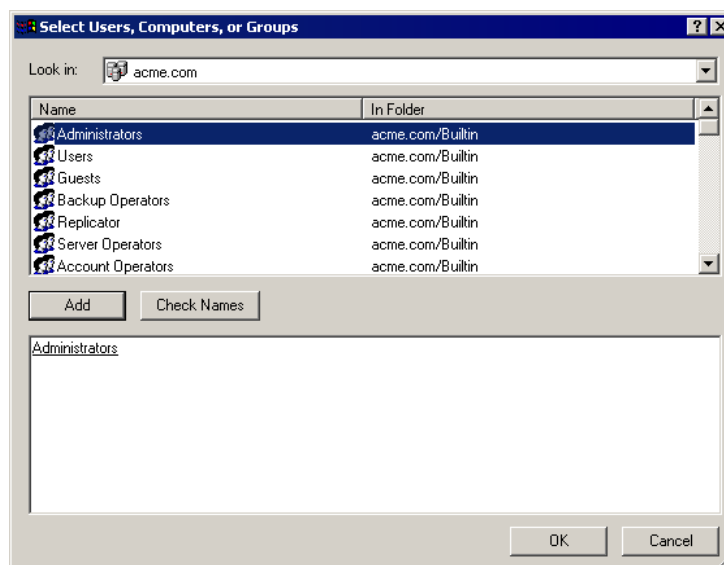 Select Users, Computers, or Groups
Look in: acme.com
Name In Folder
Administrators acme.com/Builtin
Users acme.com/Builtin
Guests acme.com/Builtin
Backup Operators acme.com/Builtin
Replicator acme.com/Builtin
Server Operators acme.com/Builtin
Account Operators acme.com/Builtin
Add Check Names
Administrators
OK Cancel